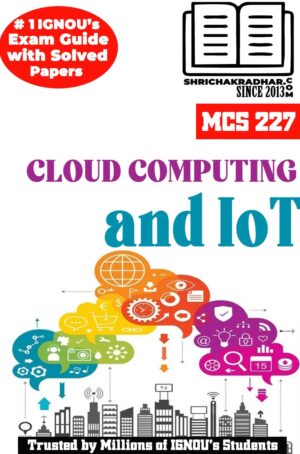 # 1 IGNOU's
Exam Guide
with Solved
Papers
SHRICHAKRADHAR.COM
SINCE 2013
MCS 227
CLOUD COMPUTING
and IoT
15
Trusted by Millions of IGNOU's Students